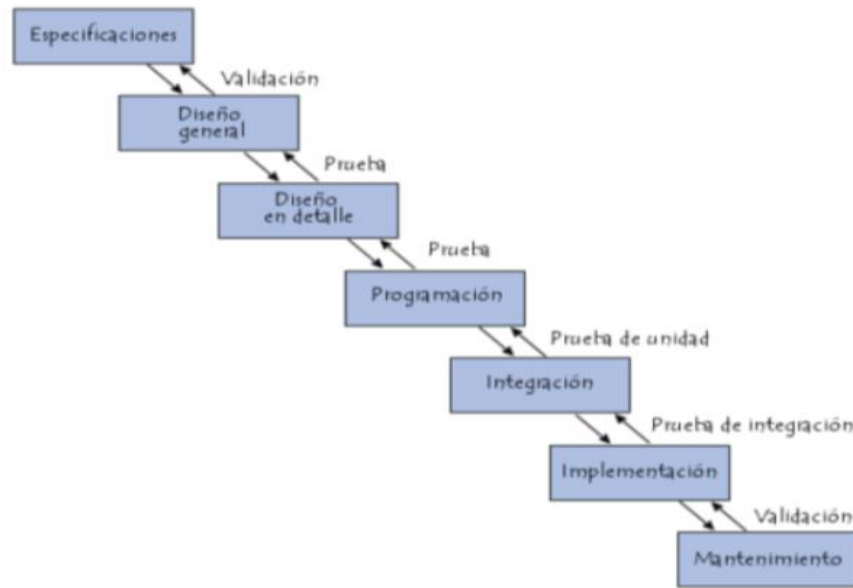 Especificaciones
Validación
Diseño
general
Prueba
Diseño
en detalle
Prueba
Programación
Prueba de unidad
Integración
Prueba de integración
Implementación
Validación
Mantenimiento